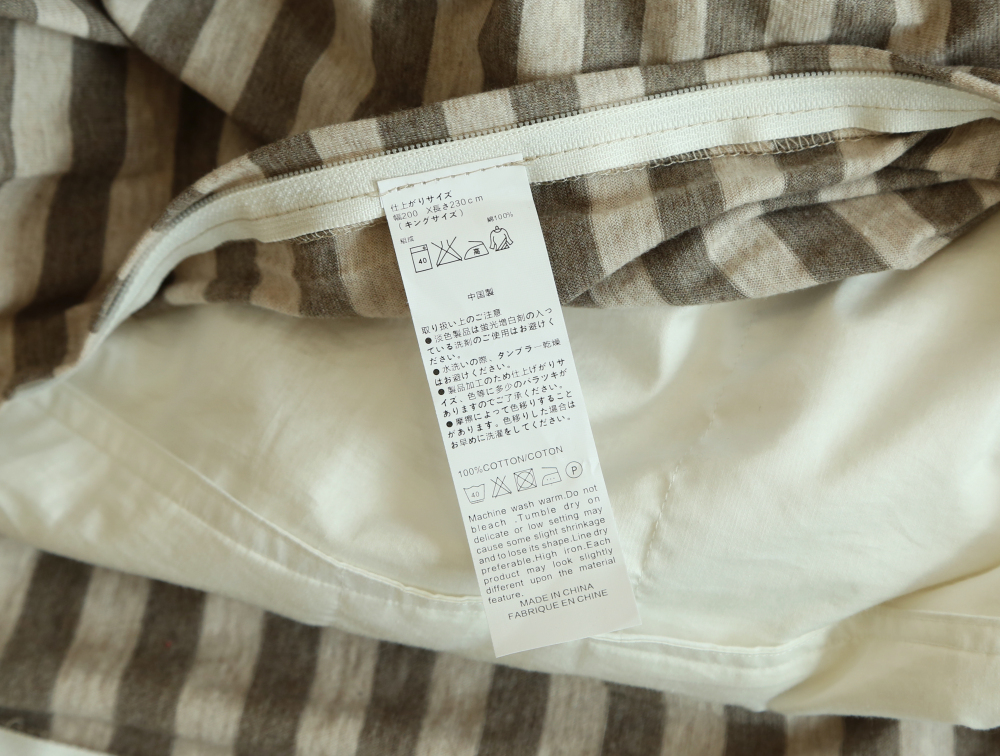 仕上がりサイズ
幅200 X長さ230cm
（キングサイズ）
組成
綿100%
40
高
中国製
取り扱い上のご注意
●淡色製品は蛍光増白剤の入っ
ている洗剤のご使用はお避けく
ださい。
●水洗いの際、タンブラー乾燥
はお避けください。
●製品加工のため仕上げがりサ
イズ、色等に多少のバラツキが
ありますのでご了承ください。
●摩擦によって色移りすること
があります。色移りした場合は
お早めに洗濯をしてください。
100%COTTON/COTON
40
P
Machine wash warm.Do not
bleach .Tumble dry on
delicate or low setting may
cause some slight shrinkage
and to lose its shape.Line dry
preferable.High iron.Each
product may look slightly
different upon the material
feature.
MADE IN CHINA
FABRIQUE EN CHINE